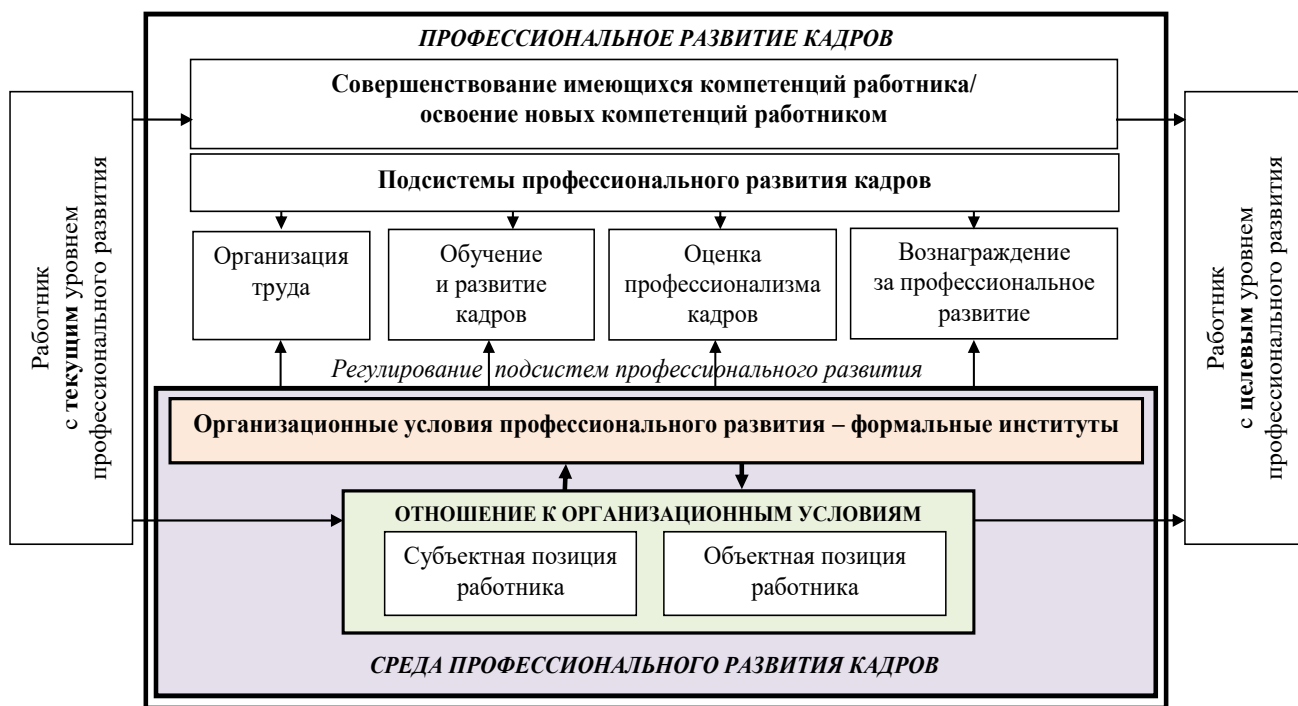 ПРОФЕССИОНАЛЬНОЕ РАЗВИТИЕ КАДРОВ
Совершенствование имеющихся компетенций работника/
освоение новых компетенций работником
Работник
с текущим уровнем
профессионального развития
Подсистемы профессионального развития кадров
Организация
труда
Обучение
и развитие
кадров
Оценка
профессионализма
кадров
Вознаграждение
за профессиональное
развитие
Регулирование подсистем профессионального развития
Организационные условия профессионального развития – формальные институты
ОТНОШЕНИЕ К ОРГАНИЗАЦИОННЫМ УСЛОВИЯМ
Субъектная позиция
работника
Объектная позиция
работника
СРЕДА ПРОФЕССИОНАЛЬНОГО РАЗВИТИЯ КАДРОВ
Работник
с целевым уровнем
профессионального развития